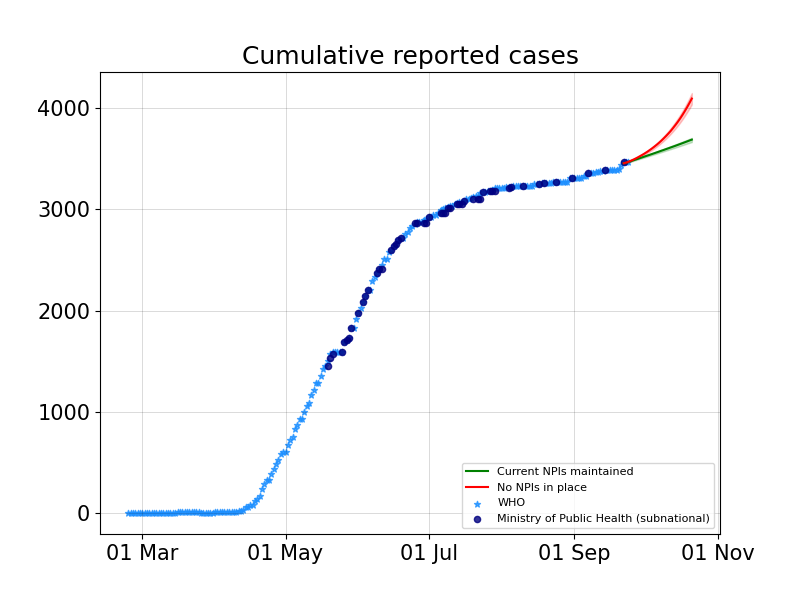 Cumulative reported cases
4000
3000
2000
1000
0
Current NPIs maintained
No NPIs in place
WHO
Ministry of Public Health (subnational)
01 Mar 01 May 01 Jul 01 Sep 01 Nov